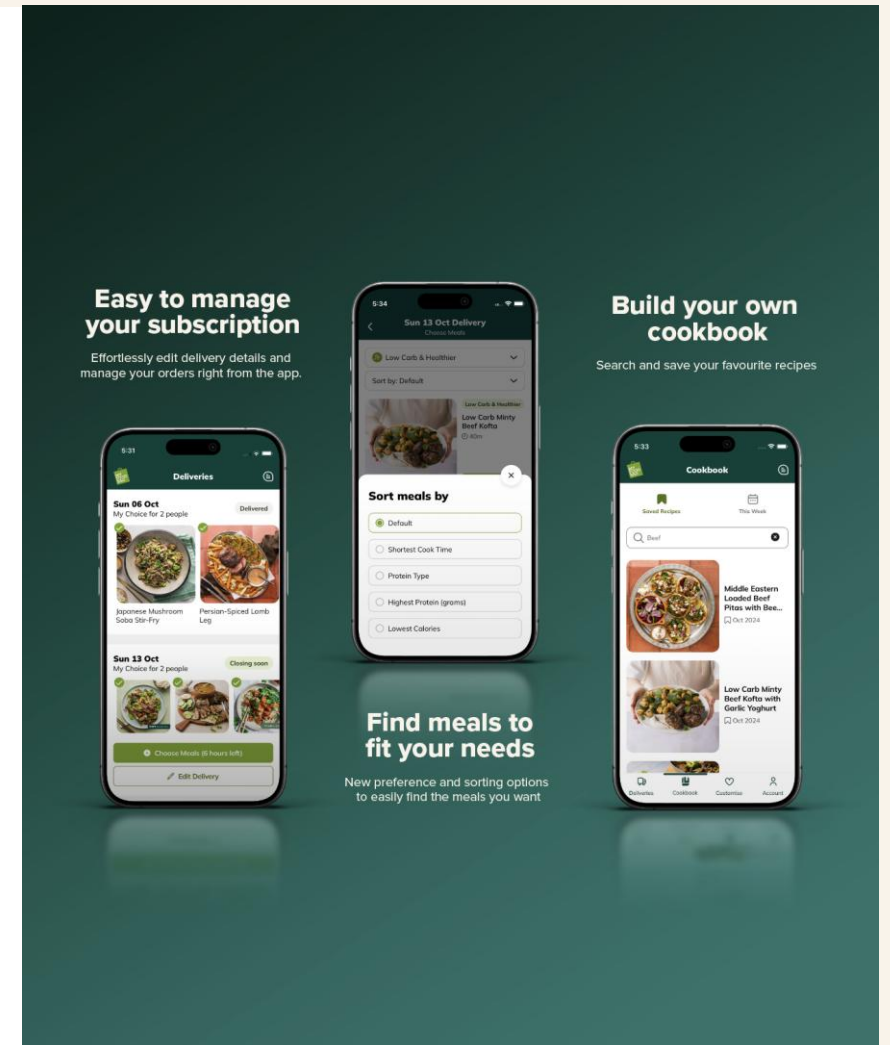 Easy to manage
your subscription
Effortlessly edit delivery details and
manage your orders right from the app.
5:31
Deliveries
Sun 06 Oct
My Choice for 2 people
Delivered
Japanese Mushroom
Soba Stir-Fry
Persian-Spiced Lamb
Leg
Sun 13 Oct
My Choice for 2 people
Closing soon
Choose Meals (6 hours left)
Edit Delivery
5:34
Sun 13 Oct Delivery
Choose Meals
Low Carb & Healthier
Sort by: Default
Low Carb & Healthier
Low Carb Minty
Beef Kofta
40m
Sort meals by
Default
Shortest Cook Time
Protein Type
Highest Protein (grams)
Lowest Calories
Find meals to
fit your needs
New preference and sorting options
to easily find the meals you want
Build your own
cookbook
Search and save your favourite recipes
5:33
Cookbook
Saved Recipes
This Week
Beef
Middle Eastern
Loaded Beef
Pitas with Bee...
Oct 2024
Low Carb Minty
Beef Kofta with
Garlic Yoghurt
Oct 2024
Deliveries
Cookbook
Customise
Account